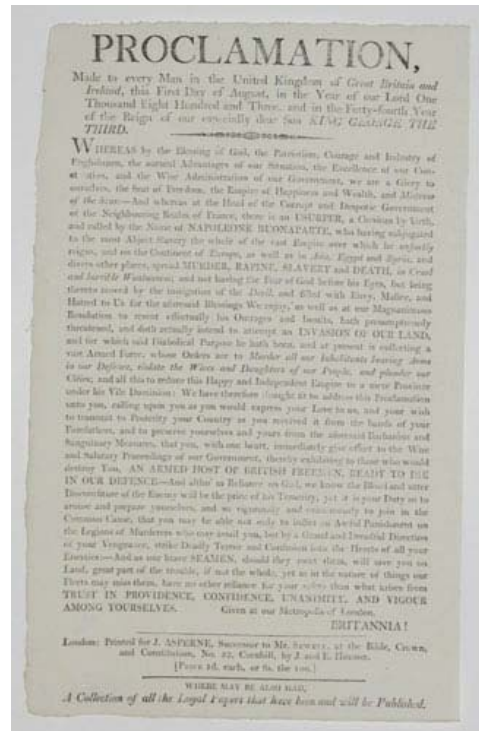 PROCLAMATION,
Made to every Man in the United Kingdom of Great Britain and
Ireland, this First Day of August, in the Year of our Lord One
Thousand Eight Hundred and Three, and in the Forty-fourth Year
of the Reign of our especially dear Son KING GEORGE THE
THIRD.
WHEREAS by the Blessing of God, the Patriotism, Courage and Industry of
Englishmen, the natural Advantages of our Situation, the Excellence of our Con-
and the Wise Administration of our Government, we are a Glory to
ourselves, the Seat of Freedom, the Empire of Happiness and Wealth, and Mistress
of the Seas:—And whereas at the Head of the Corrupt and Despotic Government
of the Neighbouring Realm of France, there is an USURPER, a Corsican by birth,
and called by the Name of NAPOLEONE BUONAPARTE, who having subjugated
to the most Abject Slavery the whole of the vast Empire over which he unjustly
reigns, and on the Continent of Europe, as well as in Asia, Egypt and Syria, and
divers other places, spread MURDER, RAPINE, SLAVERY and DEATH, in Cruel
and horrible Wantonness; and not having the Fear of God before his Eyes, but being
thereto moved by the instigation of the Devil, and filled with Envy, Malice, and
Hatred to Us for the aforesaid Blessings We enjoy, as well as at our Magnanimous
Resolution to resent effectually his Outrages and Insults, hath presumptuously
threatened, and doth actually intend to attempt an INVASION OF OUR LAND,
and for which said Diabolical Purpose he hath been, and at present is collecting a
vast Armed Force, whose Orders are to Murder all our Inhabitants bearing Arms
in our Defence, violate the Wives and Daughters of our People, and plunder our
Cities; and all this to reduce this Happy and Independent Empire to a mere Province
under his Vile Dominion: We have therefore thought fit to address this Proclamation
unto you, calling upon you as you would express your Love to us, and your wish
to transmit to Posterity your Country as you received it from the hands of your
Forefathers, and to preserve yourselves and yours from the aforesaid Barbarian and
Sanguinary Measures, that you, with one heart, immediately give effect to the Wise
and Salutary Proceedings of our Government, thereby exhibiting to those who would
destroy You, AN ARMED HOST OF BRITISH FREEMEN, READY TO DIE
IN OUR DEFENCE—And altho' in Reliance on God, we know the Blood and utter
Discomfiture of the Enemy will be the price of his Temerity, yet it is your Duty so to
arouse and prepare yourselves, and so vigorously and unanimously to join in the
Common Cause, that you may be able not only to inflict an Awful Punishment on
the Legions of Murderers who may assail you, but by a Grand and Dreadful Direction
of your Vengeance, strike Deadly Terror and Confusion into the Hearts of all your
Enemies:—And as our brave SEAMEN, should they meet them, will save you on
Land, great part of the trouble, if not the whole, yet as in the nature of things our
Fleets may miss them, have no other reliance for your safety than what arises from
TRUST IN PROVIDENCE, CONFIDENCE, UNANIMITY, AND VIGOUR
AMONG YOURSELVES. Given at our Metropolis of London.
BRITANNIA!
London: Printed for J. ASPERNE, Successor to Mr. SEWELL, at the Bible, Crown,
and Constitution, No. 32, Cornhill, by J. and E. Hodson.
[PRICE 1d. each, or 6s. the 100.]
WHERE MAY BE ALSO HAD,
A Collection of all the Loyal Papers that have been and will be Published.